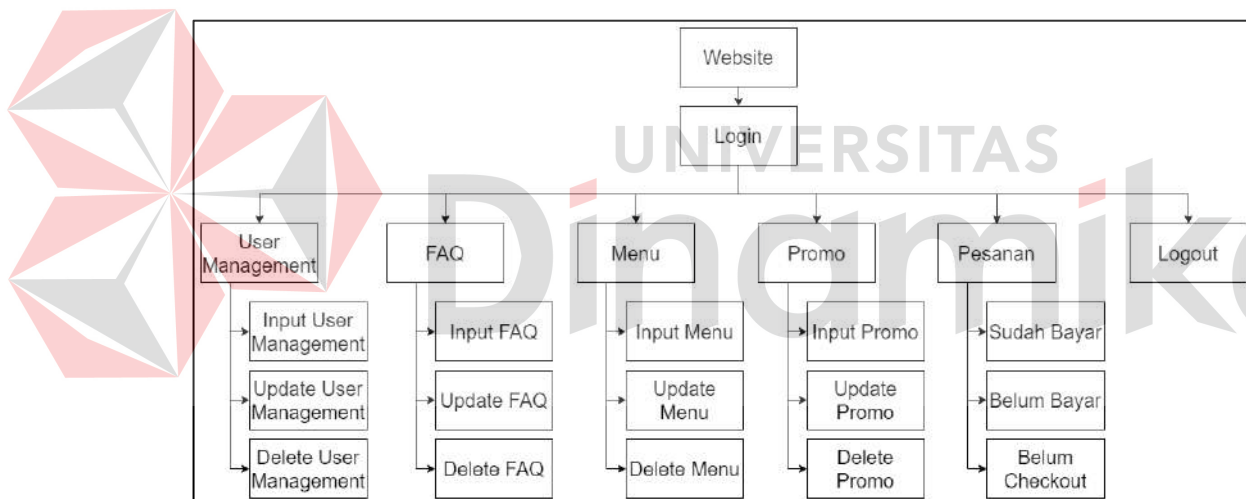 Website
Login
UNIVERSITAS
Dinamika
User
Management
FAQ
Menu
Promo
Pesanan
Logout
Input User
Management
Input FAQ
Input Menu
Input Promo
Sudah Bayar
Update User
Management
Update FAQ
Update
Menu
Update
Promo
Belum Bayar
Delete User
Management
Delete FAQ
Delete Menu
Delete
Promo
Belum
Checkout